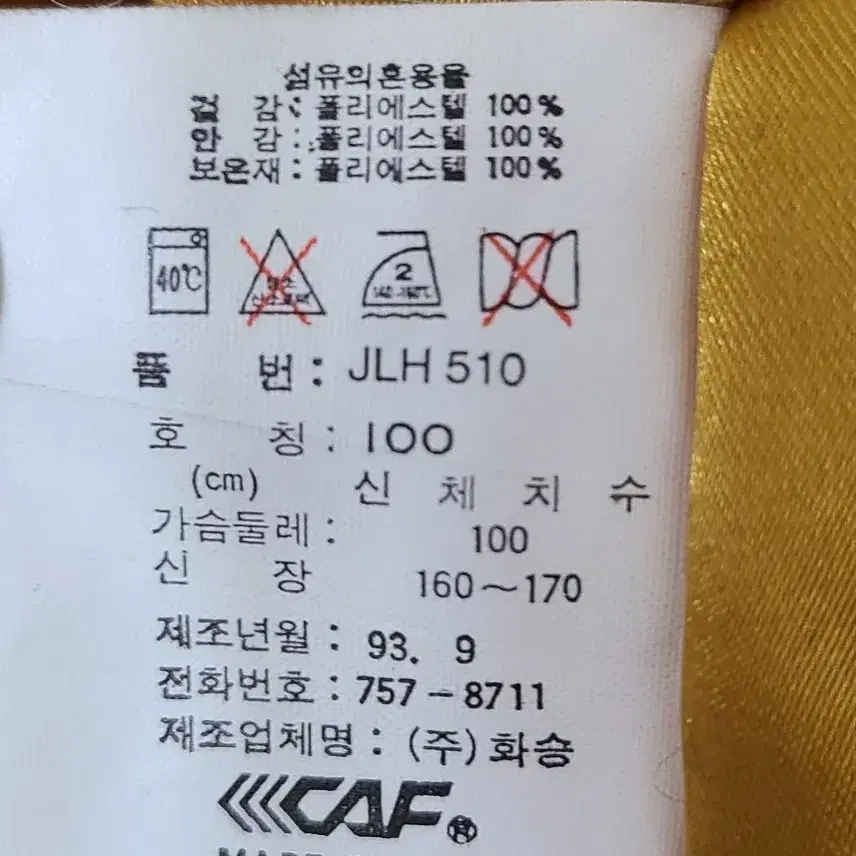 섬유의혼용율
겉 감: 폴리에스텔 100%
안 감: 폴리에스텔 100%
보온재: 폴리에스텔 100%
40℃
2
140-160℃
품 번: JLH 510
호 칭: 100
(cm) 신 체 치 수
가슴둘레: 100
신 장 160~170
제조년월: 93. 9
전화번호: 757-8711
제조업체명: (주)화승
CAF®